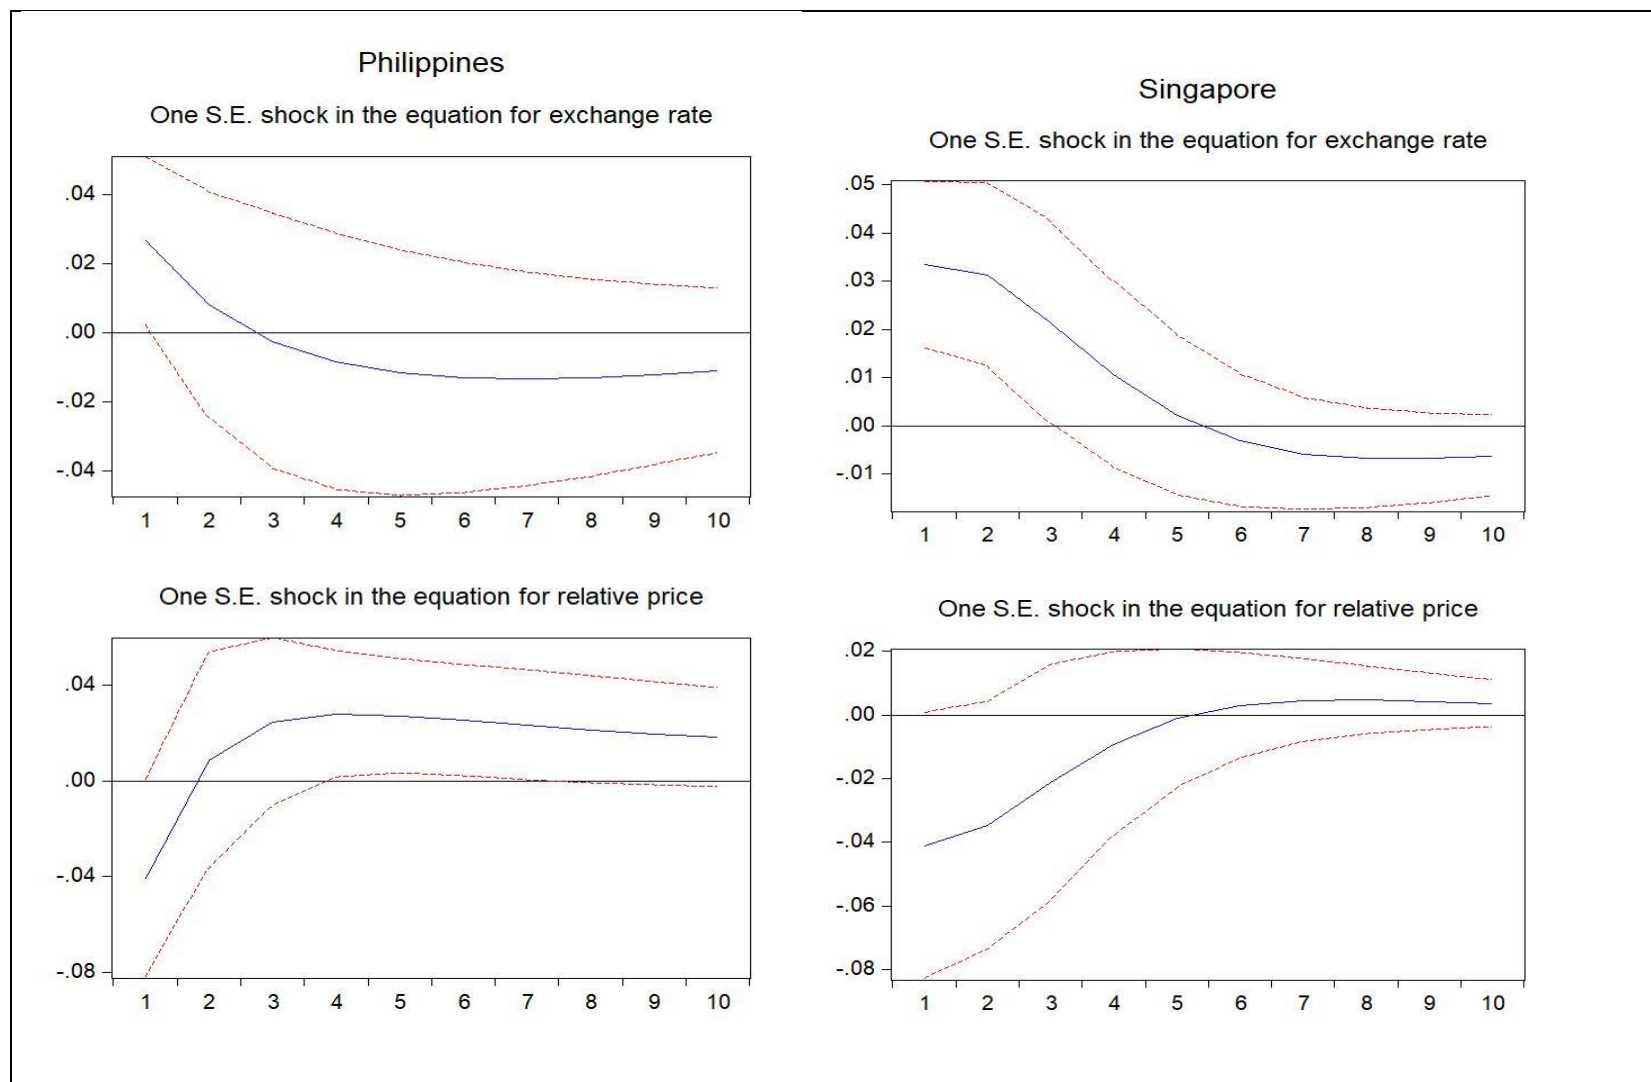 Philippines
One S.E. shock in the equation for exchange rate
.04
.02
.00
-.02
-.04
1 2 3 4 5 6 7 8 9 10
One S.E. shock in the equation for relative price
.04
.00
-.04
-.08
1 2 3 4 5 6 7 8 9 10
Singapore
One S.E. shock in the equation for exchange rate
.05
.04
.03
.02
.01
.00
-.01
1 2 3 4 5 6 7 8 9 10
One S.E. shock in the equation for relative price
.02
.00
-.02
-.04
-.06
-.08
1 2 3 4 5 6 7 8 9 10